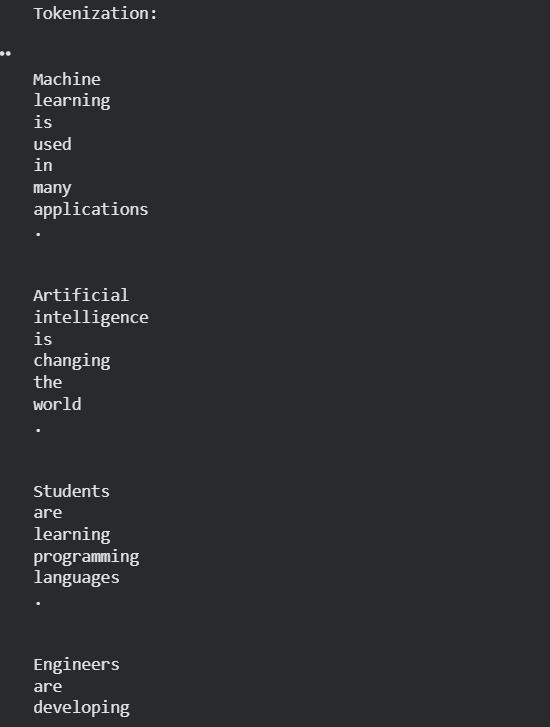 Tokenization:
Machine
learning
is
used
in
many
applications
.
Artificial
intelligence
is
changing
the
world
.
Students
are
learning
programming
languages
.
Engineers
are
developing